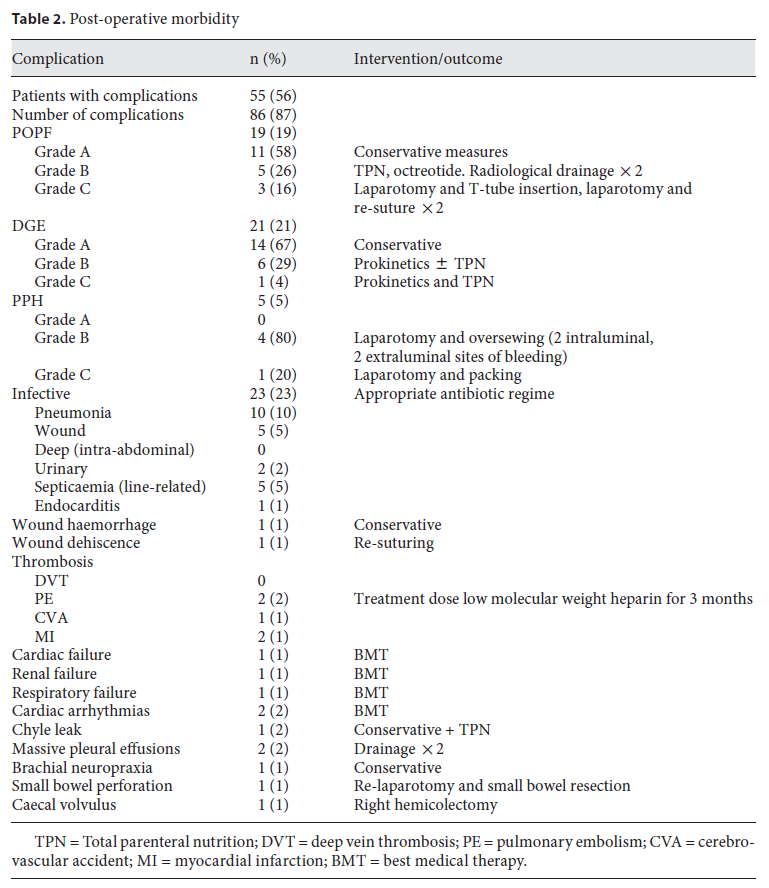 Table 2. Post-operative morbidity
Complication n (%) Intervention/outcome
Patients with complications 55 (56)
Number of complications 86 (87)
POPF 19 (19)
Grade A 11 (58) Conservative measures
Grade B 5 (26) TPN, octreotide. Radiological drainage × 2
Grade C 3 (16) Laparotomy and T-tube insertion, laparotomy and
re-suture ×2
DGE 21 (21)
Grade A 14 (67) Conservative
Grade B 6 (29) Prokinetics ± TPN
Grade C 1 (4) Prokinetics and TPN
PPH 5 (5)
Grade A 0
Grade B 4 (80) Laparotomy and oversewing (2 intraluminal,
2 extraluminal sites of bleeding)
Grade C 1 (20) Laparotomy and packing
Infective 23 (23) Appropriate antibiotic regime
Pneumonia 10 (10)
Wound 5 (5)
Deep (intra-abdominal) 0
Urinary 2 (2)
Septicaemia (line-related) 5 (5)
Endocarditis 1 (1)
Wound haemorrhage 1 (1) Conservative
Wound dehiscence 1 (1) Re-suturing
Thrombosis
DVT 0
PE 2 (2) Treatment dose low molecular weight heparin for 3 months
CVA 1 (1)
MI 2 (1)
Cardiac failure 1 (1) BMT
Renal failure 1 (1) BMT
Respiratory failure 1 (1) BMT
Cardiac arrhythmias 2 (2) BMT
Chyle leak 1 (2) Conservative + TPN
Massive pleural effusions 2 (2) Drainage ×2
Brachial neuropraxia 1 (1) Conservative
Small bowel perforation 1 (1) Re-laparotomy and small bowel resection
Caecal volvulus 1 (1) Right hemicolectomy
TPN = Total parenteral nutrition; DVT = deep vein thrombosis; PE = pulmonary embolism; CVA = cerebro-
vascular accident; MI = myocardial infarction; BMT = best medical therapy.